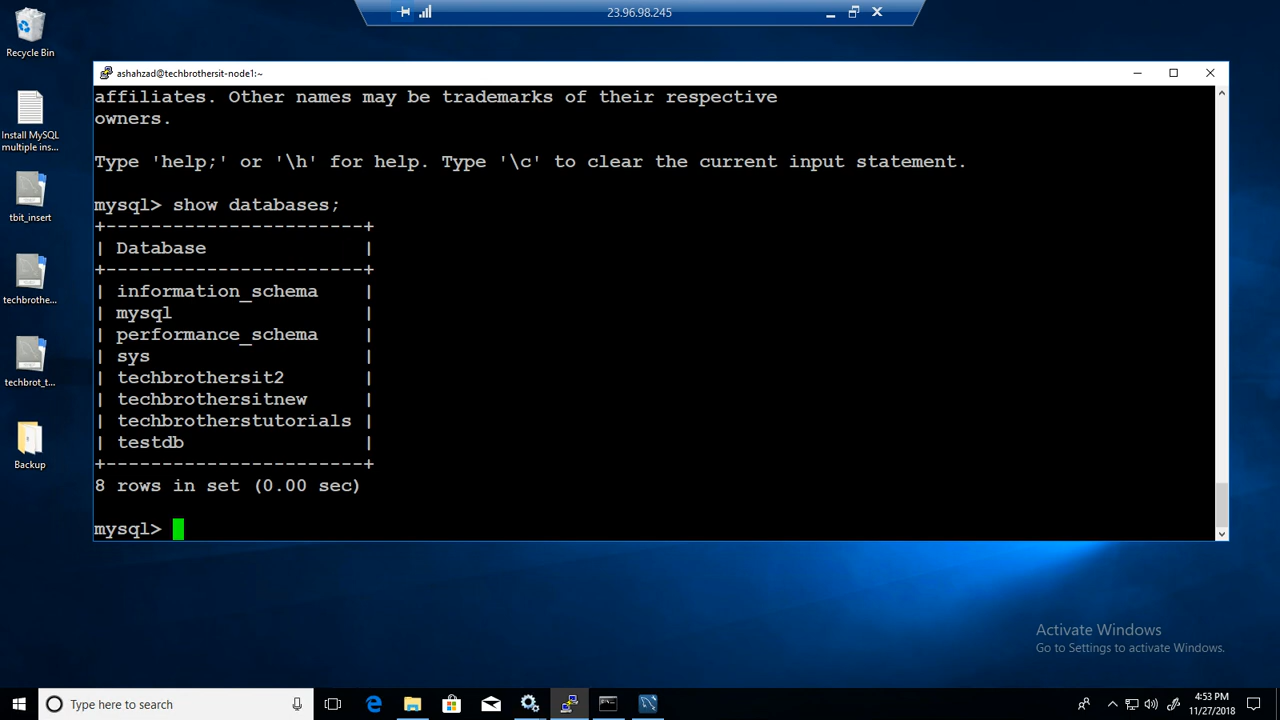 23.96.98.245
Recycle Bin
Install MySQL
multiple ins...
tbit_insert
techbrothe...
techbrot_t...
Backup
ashahzad@techbrothersit-node1:~
affiliates. Other names may be trademarks of their respective
owners.
Type 'help;' or '\h' for help. Type '\c' to clear the current input statement.
mysql> show databases;
+-----------------------+
| Database              |
+-----------------------+
| information_schema    |
| mysql                 |
| performance_schema    |
| sys                   |
| techbrothersit2       |
| techbrothersitnew     |
| techbrotherstutorials |
| testdb                |
+-----------------------+
8 rows in set (0.00 sec)
mysql>
Activate Windows
Go to Settings to activate Windows.
Type here to search
4:53 PM
11/27/2018